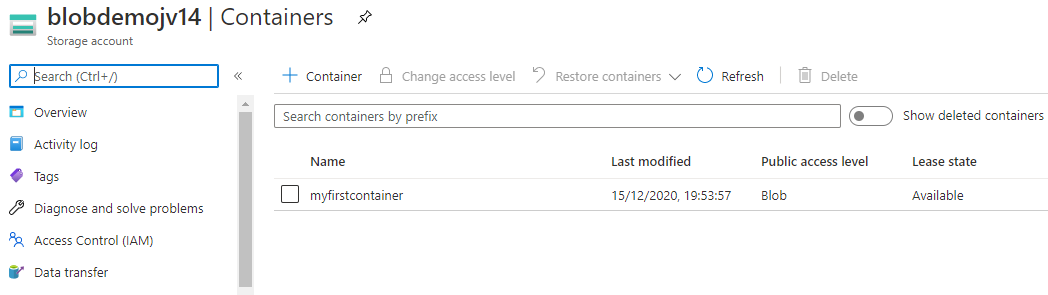 blobdemojv14 | Containers
Storage account
Search (Ctrl+/)
«
Overview
Activity log
Tags
Diagnose and solve problems
Access Control (IAM)
Data transfer
+ Container Change access level Restore containers Refresh Delete
Search containers by prefix
Show deleted containers
Name Last modified Public access level Lease state
myfirstcontainer 15/12/2020, 19:53:57 Blob Available